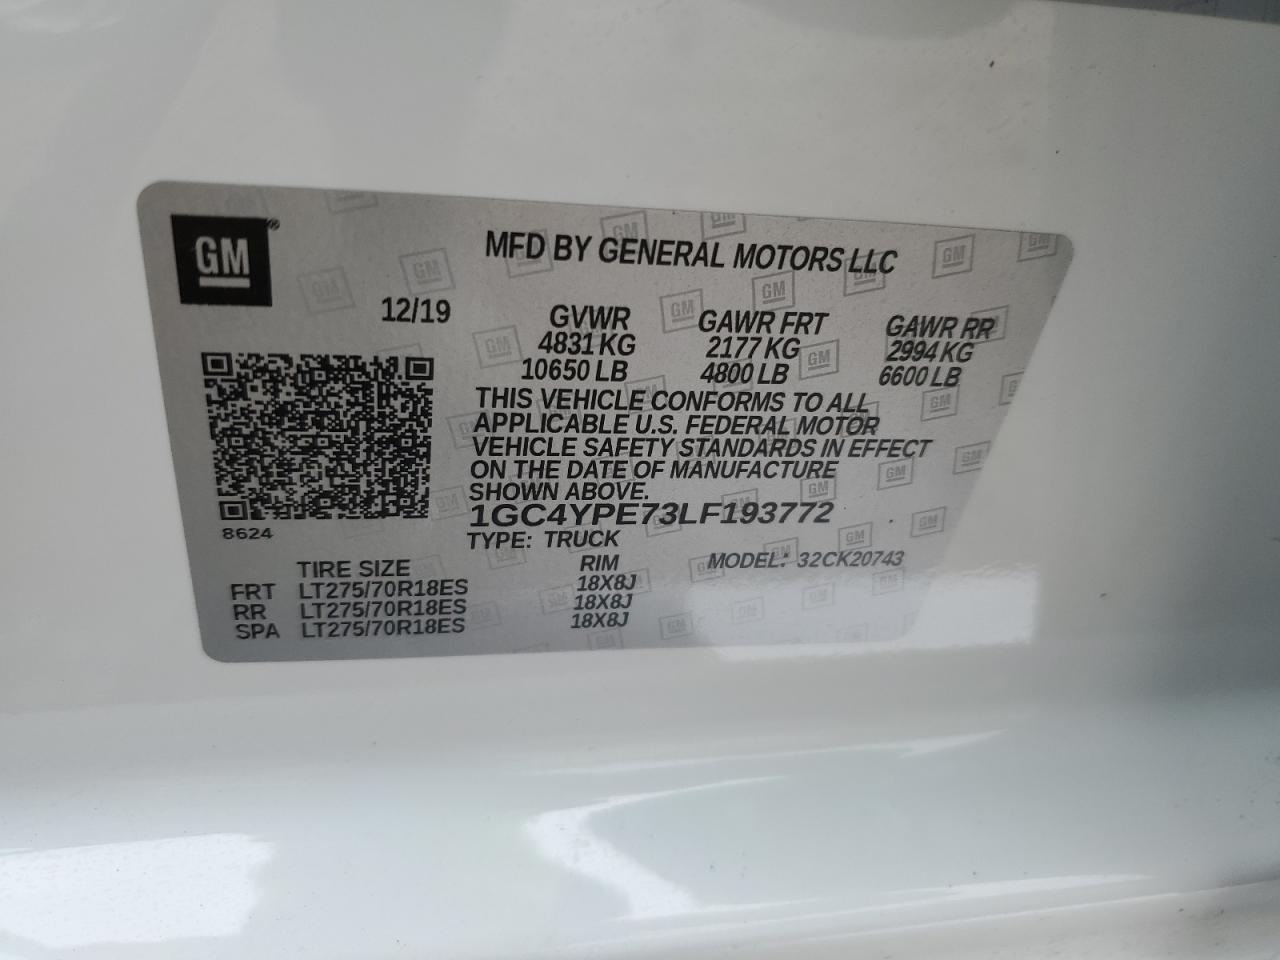 GM®
MFD BY GENERAL MOTORS LLC
12/19 GVWR GAWR FRT GAWR RR
4831 KG 2177 KG 2994 KG
10650 LB 4800 LB 6600 LB
THIS VEHICLE CONFORMS TO ALL
APPLICABLE U.S. FEDERAL MOTOR
VEHICLE SAFETY STANDARDS IN EFFECT
ON THE DATE OF MANUFACTURE
SHOWN ABOVE.
1GC4YPE73LF193772
8624
TYPE: TRUCK MODEL: 32CK20743
TIRE SIZE RIM
FRT LT275/70R18ES 18X8J
RR LT275/70R18ES 18X8J
SPA LT275/70R18ES 18X8J